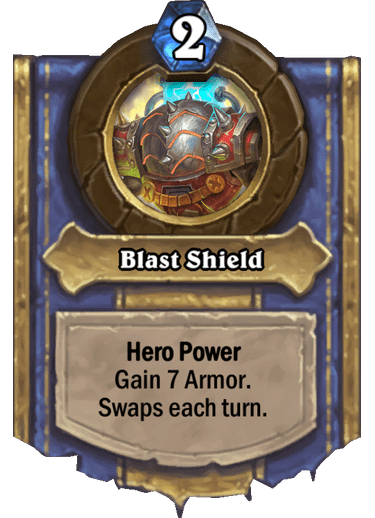 2
Blast Shield
Hero Power
Gain 7 Armor.
Swaps each turn.